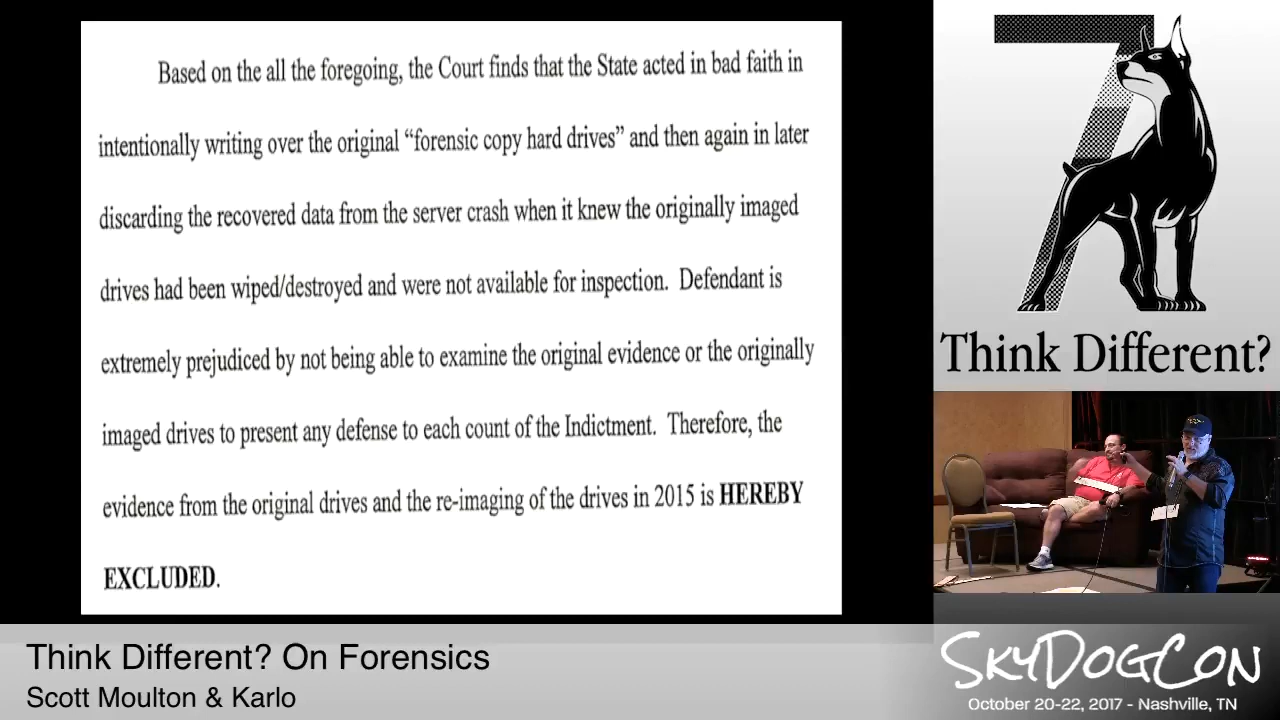 Based on the all the foregoing, the Court finds that the State acted in bad faith in
intentionally writing over the original “forensic copy hard drives” and then again in later
discarding the recovered data from the server crash when it knew the originally imaged
drives had been wiped/destroyed and were not available for inspection. Defendant is
extremely prejudiced by not being able to examine the original evidence or the originally
imaged drives to present any defense to each count of the Indictment. Therefore, the
evidence from the original drives and the re-imaging of the drives in 2015 is HEREBY
EXCLUDED.
7
Think Different?
Think Different? On Forensics
Scott Moulton & Karlo
SKYDOGCON
October 20-22, 2017 - Nashville, TN